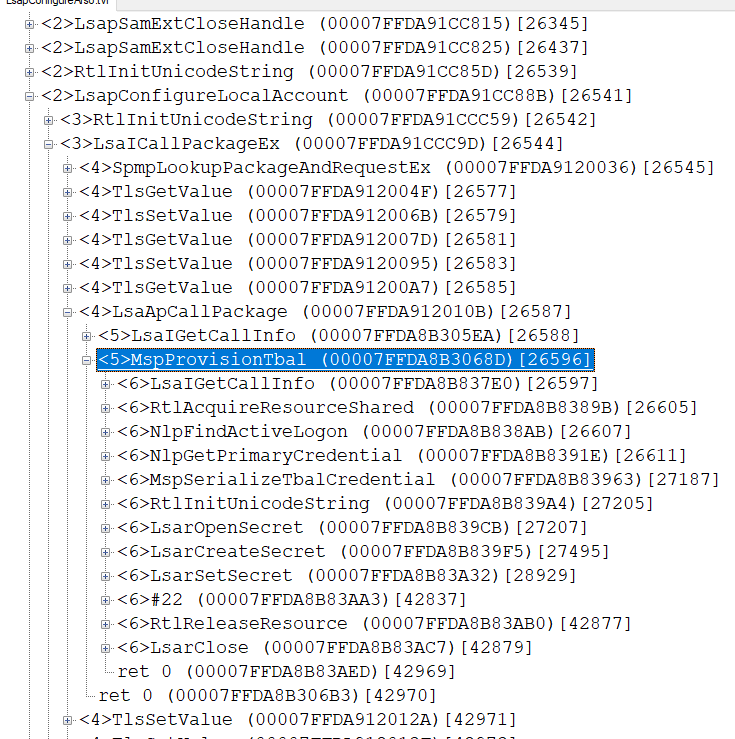 <2>LsapSamExtCloseHandle (00007FFDA91CC815)[26345]
<2>LsapSamExtCloseHandle (00007FFDA91CC825)[26437]
<2>RtlInitUnicodeString (00007FFDA91CC85D)[26539]
<2>LsapConfigureLocalAccount (00007FFDA91CC88B)[26541]
<3>RtlInitUnicodeString (00007FFDA91CCC59)[26542]
<3>LsaICallPackageEx (00007FFDA91CCC9D)[26544]
<4>SpmpLookupPackageAndRequestEx (00007FFDA9120036)[26545]
<4>TlsGetValue (00007FFDA912004F)[26577]
<4>TlsSetValue (00007FFDA912006B)[26579]
<4>TlsGetValue (00007FFDA912007D)[26581]
<4>TlsSetValue (00007FFDA9120095)[26583]
<4>TlsGetValue (00007FFDA91200A7)[26585]
<4>LsaApCallPackage (00007FFDA912010B)[26587]
<5>LsaIGetCallInfo (00007FFDA8B305EA)[26588]
<5>MspProvisionTbal (00007FFDA8B3068D)[26596]
<6>LsaIGetCallInfo (00007FFDA8B837E0)[26597]
<6>RtlAcquireResourceShared (00007FFDA8B8389B)[26605]
<6>NlpFindActiveLogon (00007FFDA8B838AB)[26607]
<6>NlpGetPrimaryCredential (00007FFDA8B8391E)[26611]
<6>MspSerializeTbalCredential (00007FFDA8B83963)[27187]
<6>RtlInitUnicodeString (00007FFDA8B839A4)[27205]
<6>LsarOpenSecret (00007FFDA8B839CB)[27207]
<6>LsarCreateSecret (00007FFDA8B839F5)[27495]
<6>LsarSetSecret (00007FFDA8B83A32)[28929]
<6>#22 (00007FFDA8B83AA3)[42837]
<6>RtlReleaseResource (00007FFDA8B83AB0)[42877]
<6>LsarClose (00007FFDA8B83AC7)[42879]
ret 0 (00007FFDA8B83AED)[42969]
ret 0 (00007FFDA8B306B3)[42970]
<4>TlsSetValue (00007FFDA912012A)[42971]